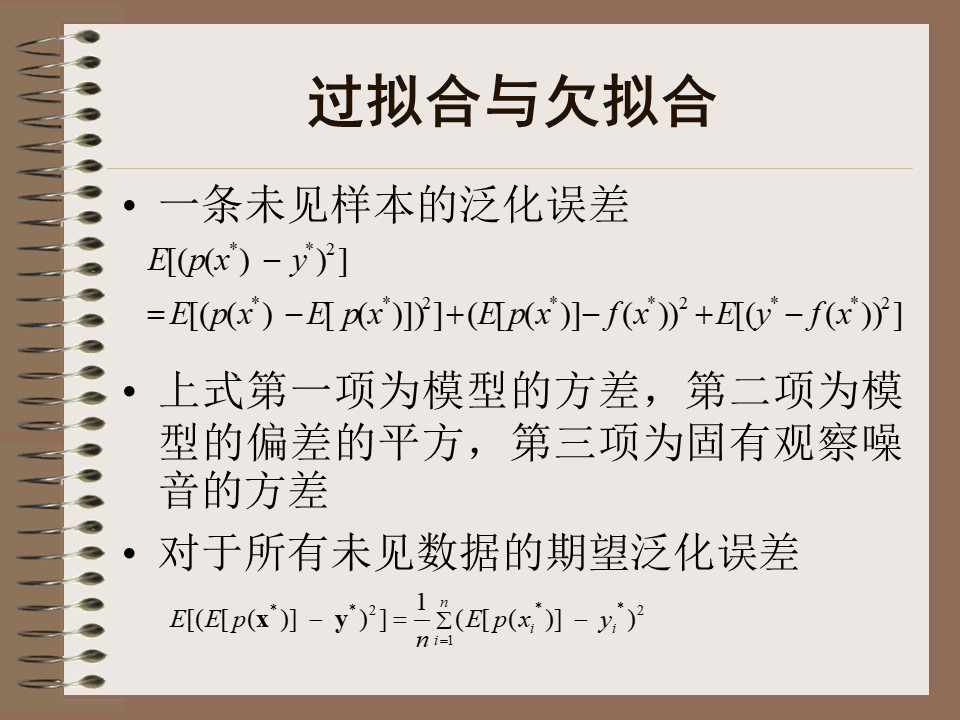 过拟合与欠拟合
• 一条未见样本的泛化误差
E[(p(x*) − y*)²]
=E[(p(x*) −E[ p(x*)])²]+(E[p(x*)]− f(x*))² +E[(y* − f(x*))²]
• 上式第一项为模型的方差，第二项为模
型的偏差的平方，第三项为固有观察噪
音的方差
• 对于所有未见数据的期望泛化误差
E[(E[p(x*)] − y*)²] = 1/n Σ_{i=1}^{n} (E[p(x_i*)] − y_i*)²